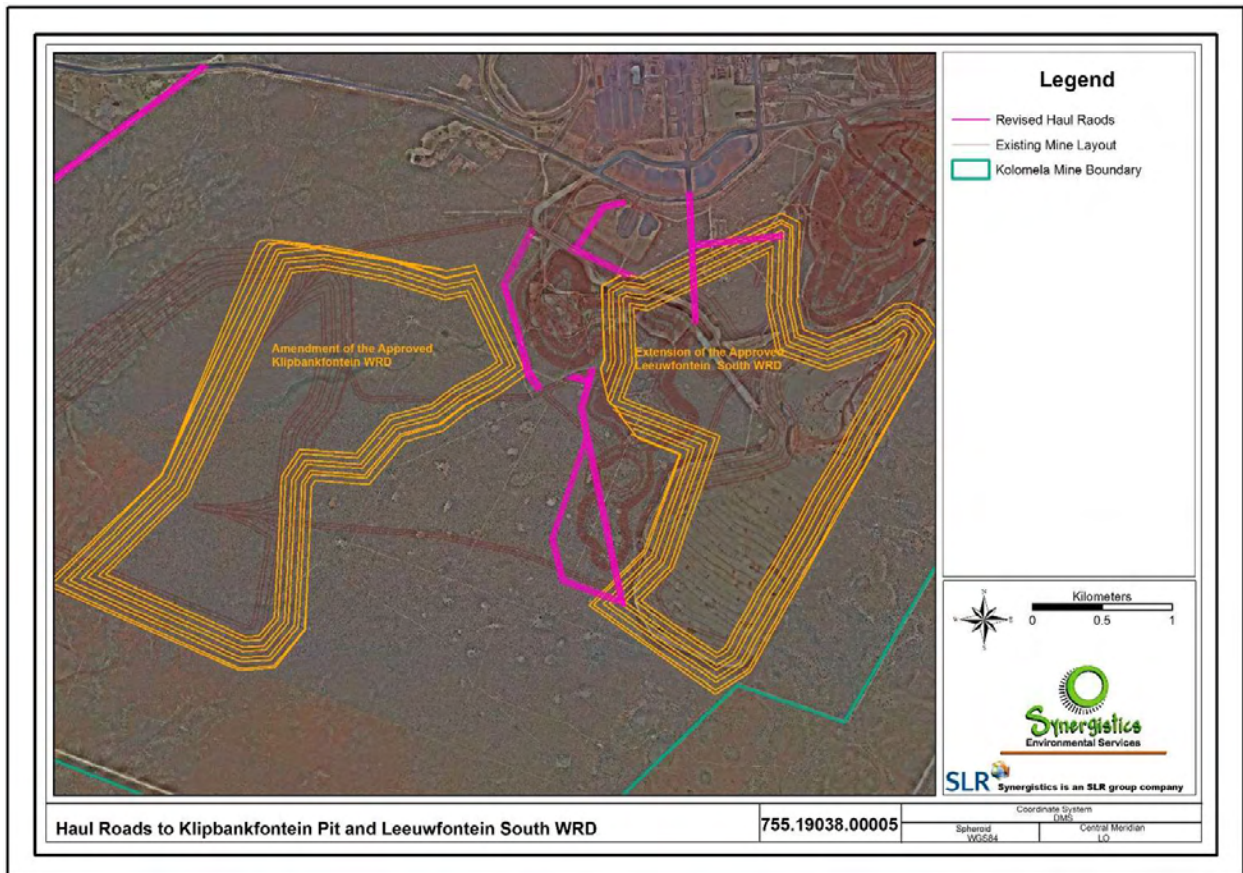 Legend
Revised Haul Raods
Existing Mine Layout
Kolomela Mine Boundary
Amendment of the Approved
Klipbankfontein WRD
Extension of the Approved
Leeuwfontein South WRD
Kilometers
0 0.5 1
N
W E
S
Synergistics
Environmental Services
SLR Synergistics is an SLR group company
Haul Roads to Klipbankfontein Pit and Leeuwfontein South WRD
755.19038.00005
Coordinate System
DMS
Spheroid
WGS84
Central Meridian
LO